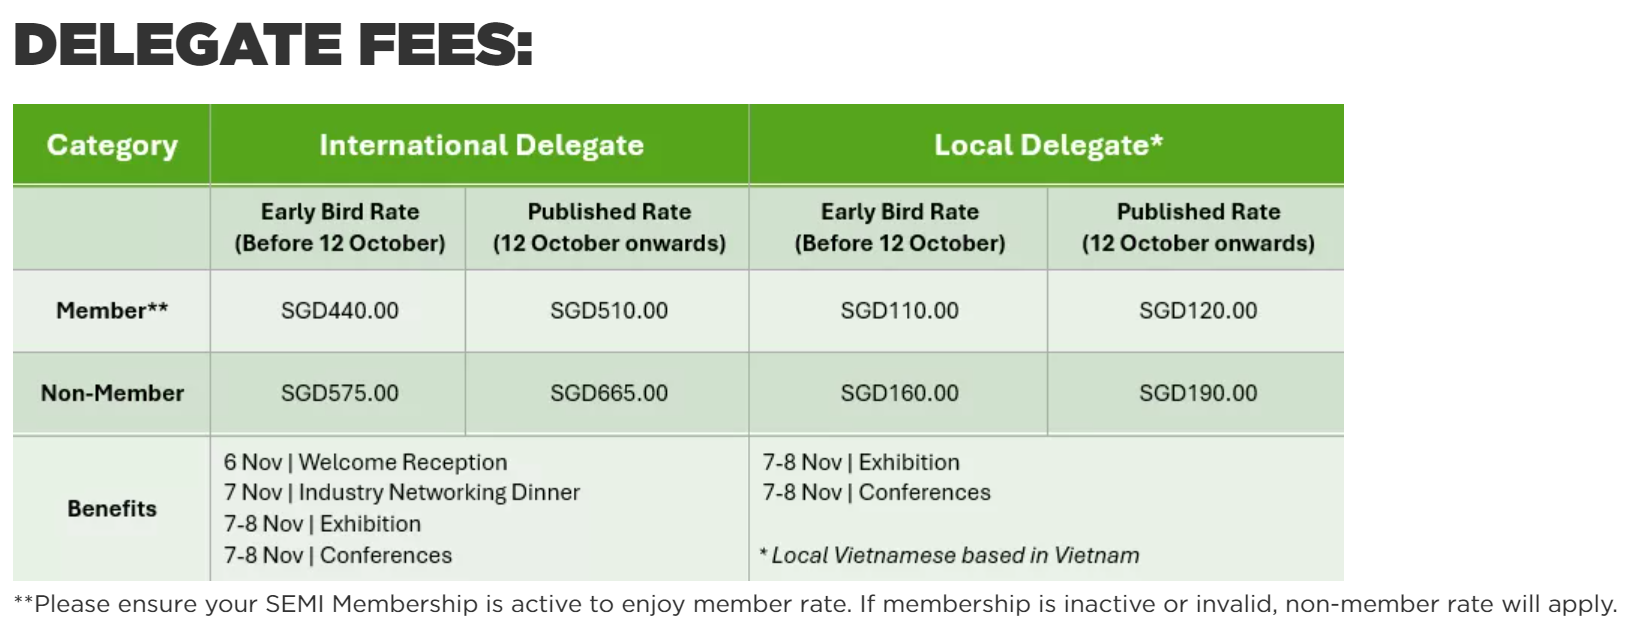 DELEGATE FEES:
Category
International Delegate
Local Delegate*
Early Bird Rate
(Before 12 October)
Published Rate
(12 October onwards)
Early Bird Rate
(Before 12 October)
Published Rate
(12 October onwards)
Member**
SGD440.00
SGD510.00
SGD110.00
SGD120.00
Non-Member
SGD575.00
SGD665.00
SGD160.00
SGD190.00
Benefits
6 Nov | Welcome Reception
7 Nov | Industry Networking Dinner
7-8 Nov | Exhibition
7-8 Nov | Conferences
7-8 Nov | Exhibition
7-8 Nov | Conferences
* Local Vietnamese based in Vietnam
**Please ensure your SEMI Membership is active to enjoy member rate. If membership is inactive or invalid, non-member rate will apply.